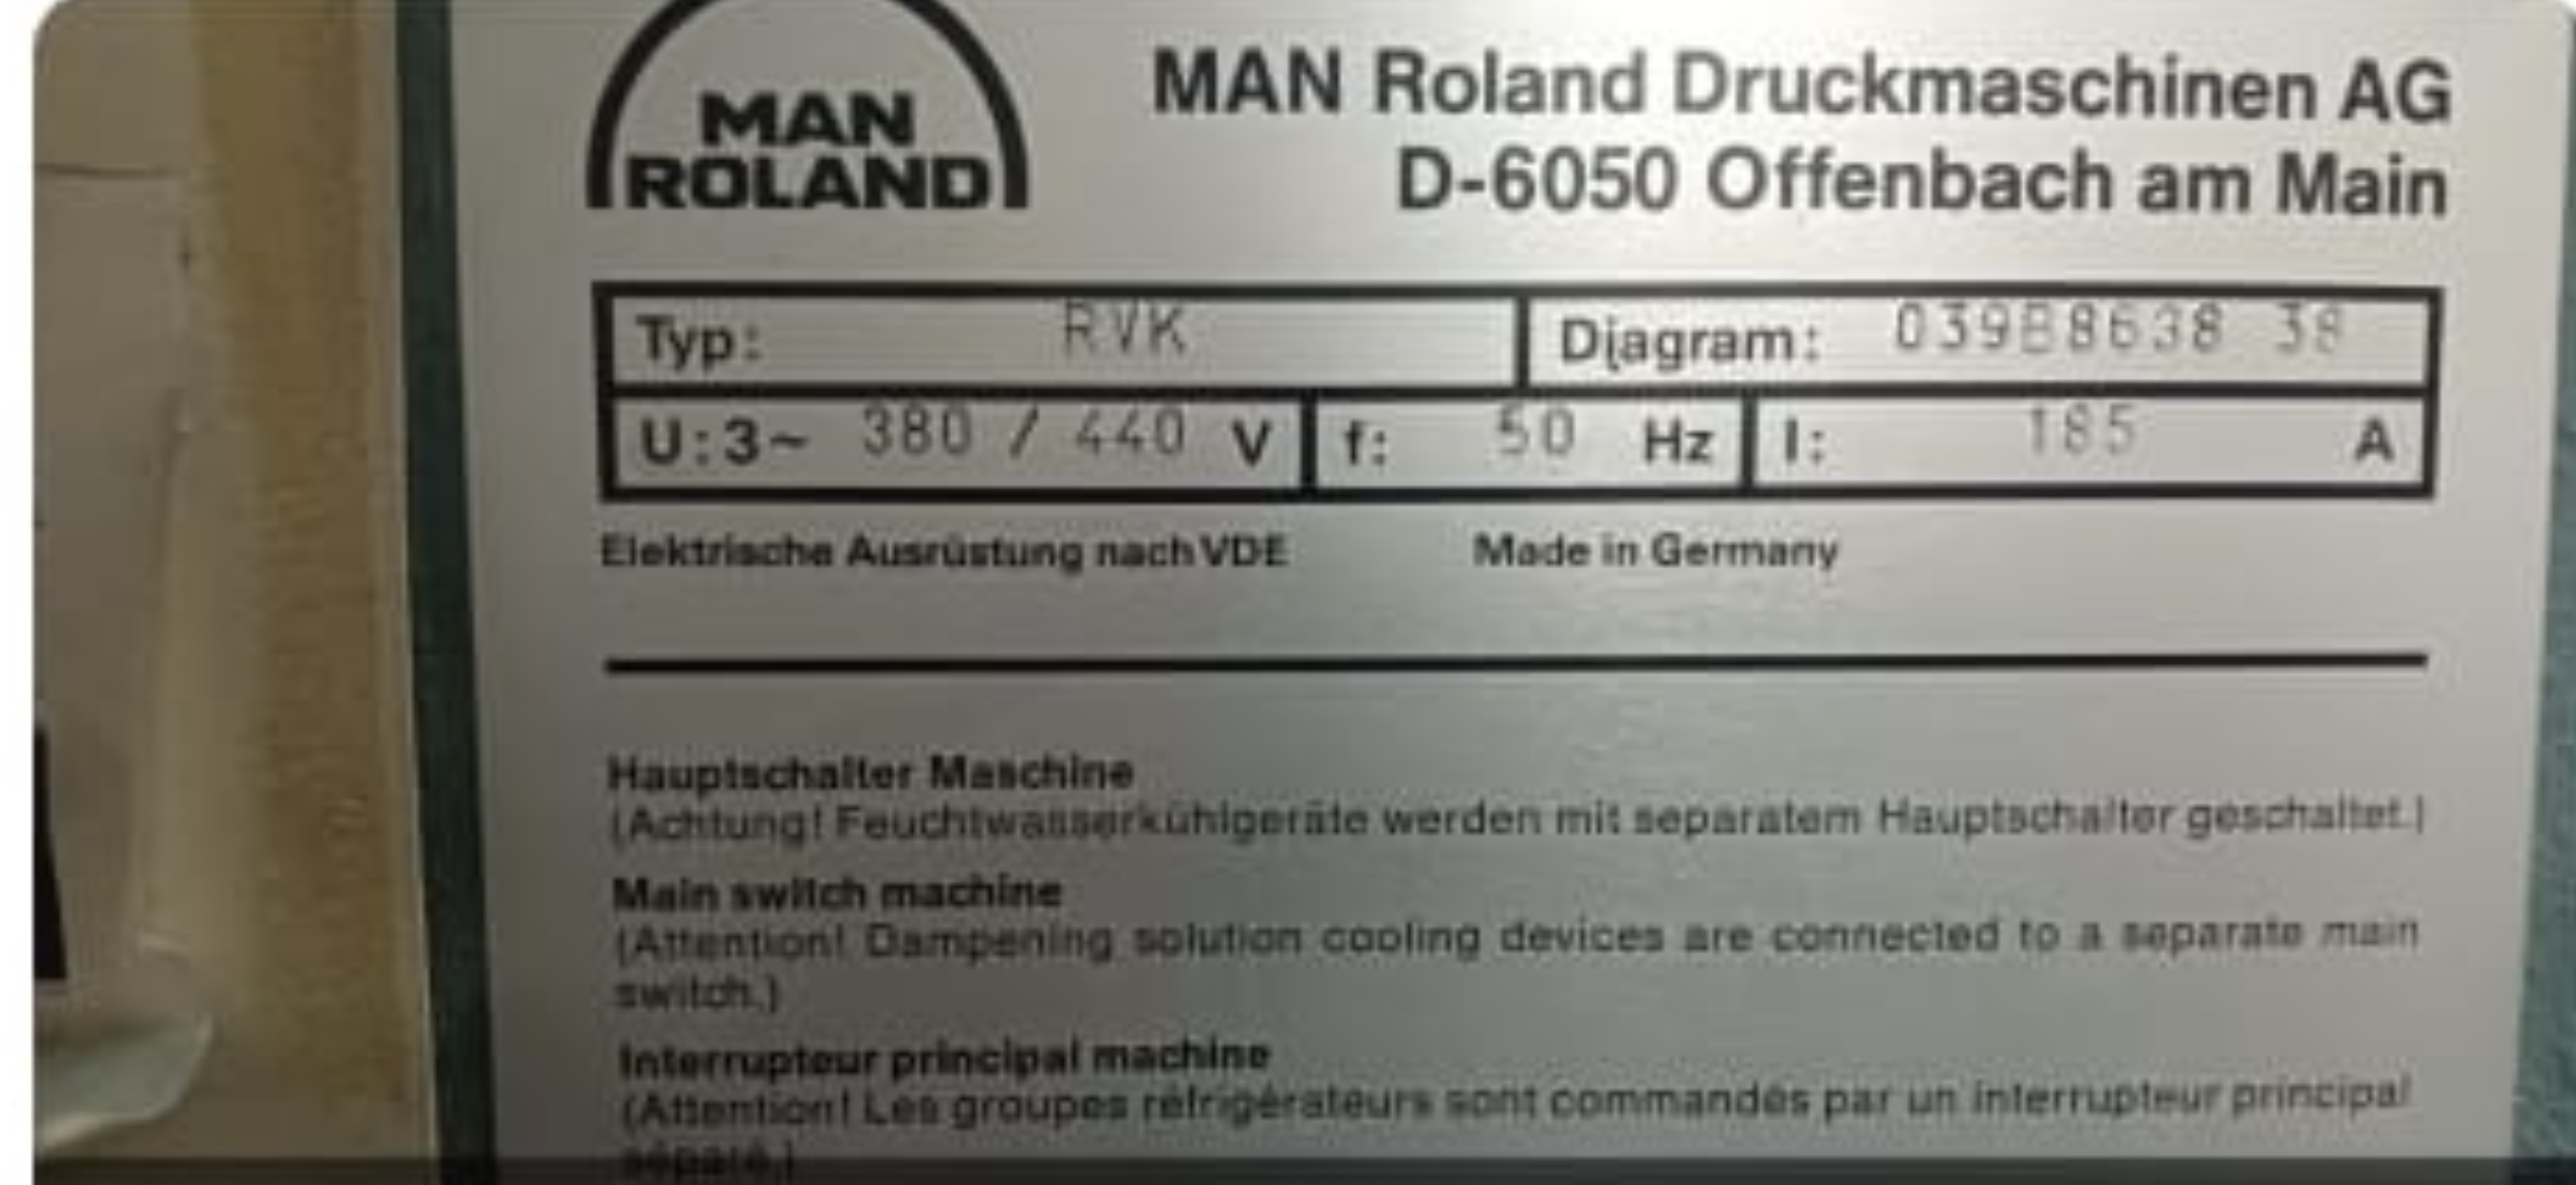 MAN
ROLAND
MAN Roland Druckmaschinen AG
D-6050 Offenbach am Main
Typ: RVK Diagram: 039B8638 38
U:3~ 380 / 440 V f: 50 Hz I: 185 A
Elektrische Ausrüstung nach VDE Made in Germany
Hauptschalter Maschine
(Achtung! Feuchtwasserkühlgeräte werden mit separatem Hauptschalter geschaltet.)
Main switch machine
(Attention! Dampening solution cooling devices are connected to a separate main
switch.)
Interrupteur principal machine
(Attention! Les groupes réfrigérateurs sont commandés par un interrupteur principal
séparé.)